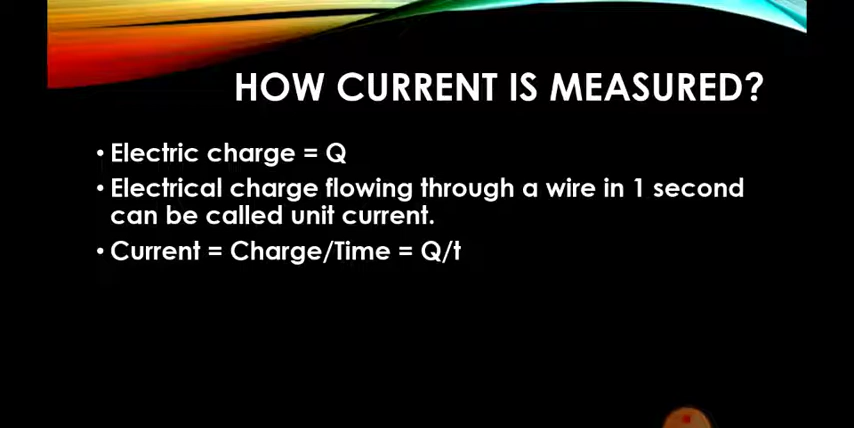 HOW CURRENT IS MEASURED?
• Electric charge = Q
• Electrical charge flowing through a wire in 1 second
can be called unit current.
• Current = Charge/Time = Q/t